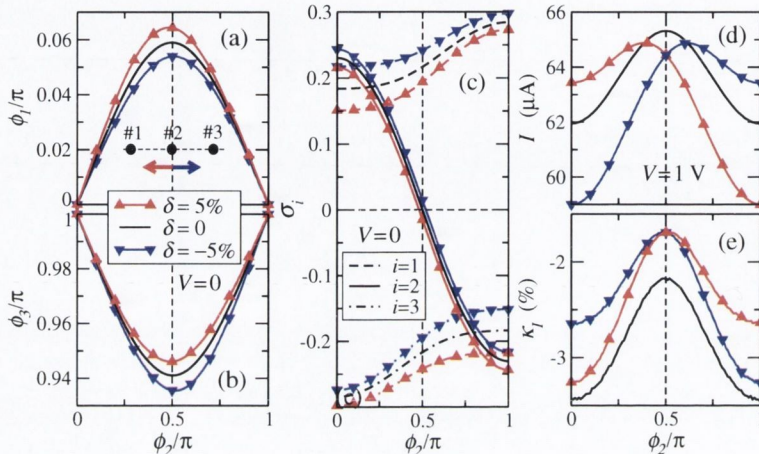 0.06
0.04
0.02
0
ϕ₁/π
(a)
#1 #2 #3
δ = 5%
δ = 0
δ = -5%
1
0.98
0.96
0.94
ϕ₃/π
V = 0
(b)
0 0.5 1
ϕ₂/π
0.3
0.2
0.1
0
-0.1
-0.2
σᵢ
(c)
V = 0
i=1
i=2
i=3
0 0.5 1
ϕ₂/π
66
64
62
60
I (μA)
(d)
V = 1 V
-2
-3
κ_I (%)
(e)
0 0.5 1
ϕ₂/π